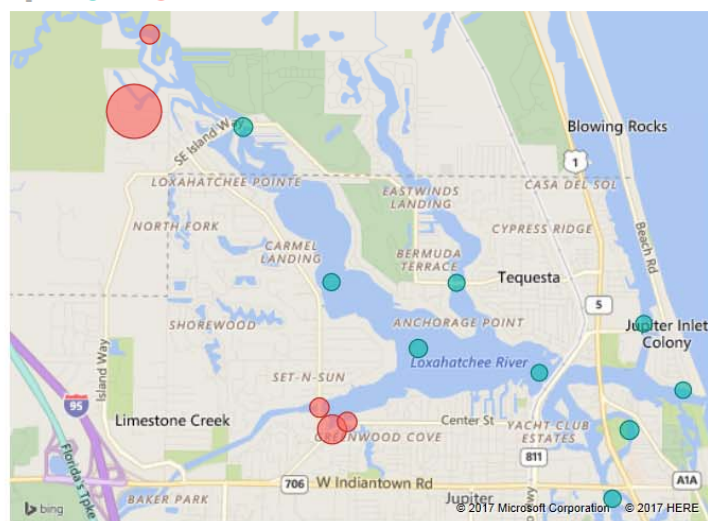 Blowing Rocks
SE Island Way
1
LOXAHATCHEE POINTE
CASA DEL SOL
EASTWINDS
LANDING
NORTH FORK
CYPRESS RIDGE
Beach Rd
CARMEL
LANDING
BERMUDA
TERRACE
Tequesta
5
SHOREWOOD
ANCHORAGE POINT
Jupiter Inlet
Colony
Island Way
Loxahatchee River
SET-N-SUN
95
Limestone Creek
Center St
GREENWOOD COVE
YACHT CLUB
ESTATES
811
Florida's Tpke
706
W Indiantown Rd
A1A
BAKER PARK
Jupiter
bing
© 2017 Microsoft Corporation
© 2017 HERE